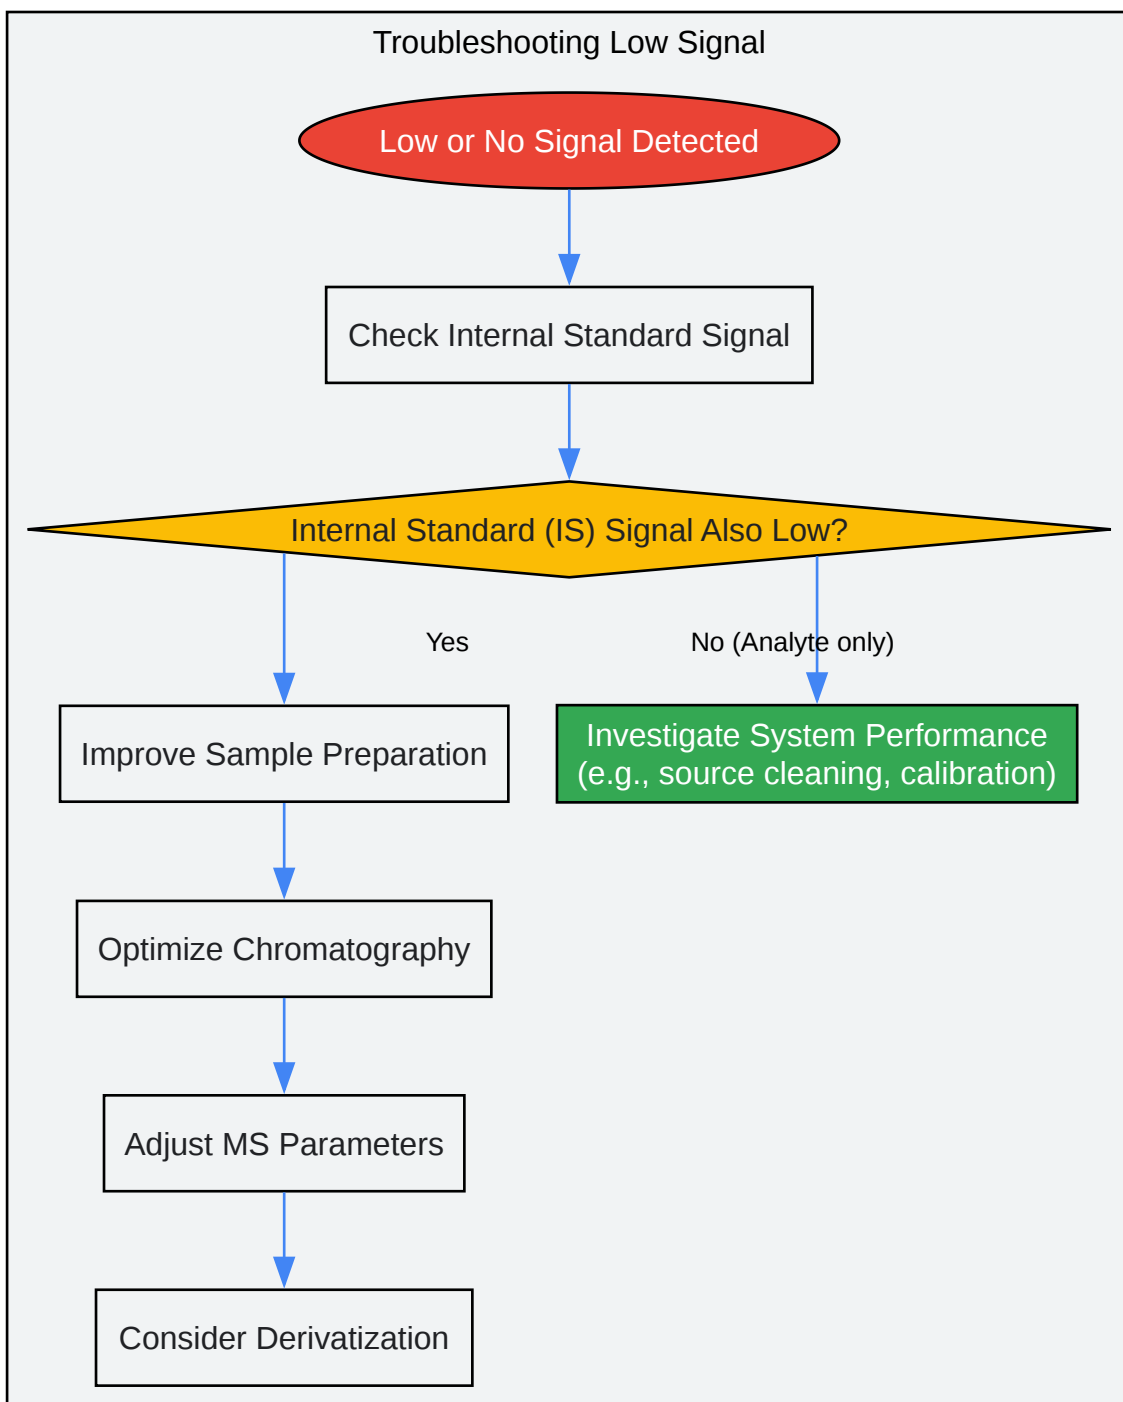 Troubleshooting Low Signal
Low or No Signal Detected
Check Internal Standard Signal
Internal Standard (IS) Signal Also Low?
Yes
No (Analyte only)
Improve Sample Preparation
Investigate System Performance
(e.g., source cleaning, calibration)
Optimize Chromatography
Adjust MS Parameters
Consider Derivatization